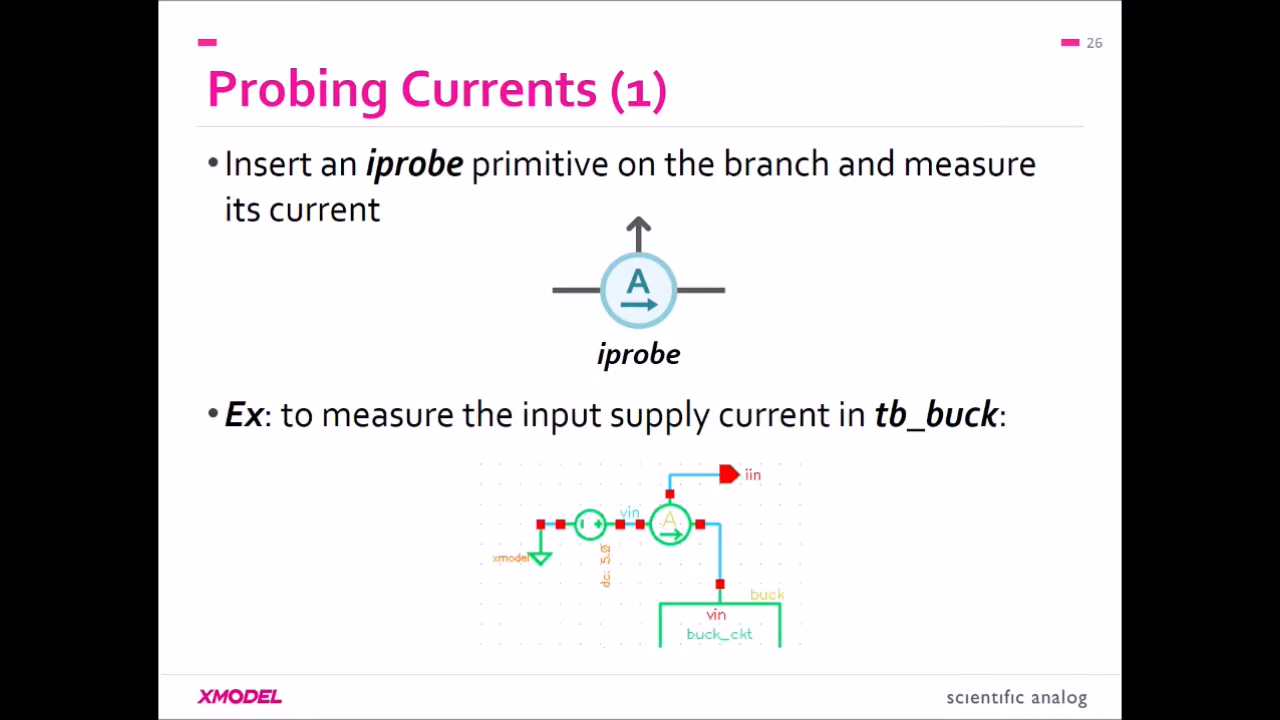 26
Probing Currents (1)
•Insert an iprobe primitive on the branch and measure
its current
A
iprobe
•Ex: to measure the input supply current in tb_buck:
iin
vin
A
xmodel
dc: 5.0
buck
vin
buck_ckt
XMODEL
scientific analog